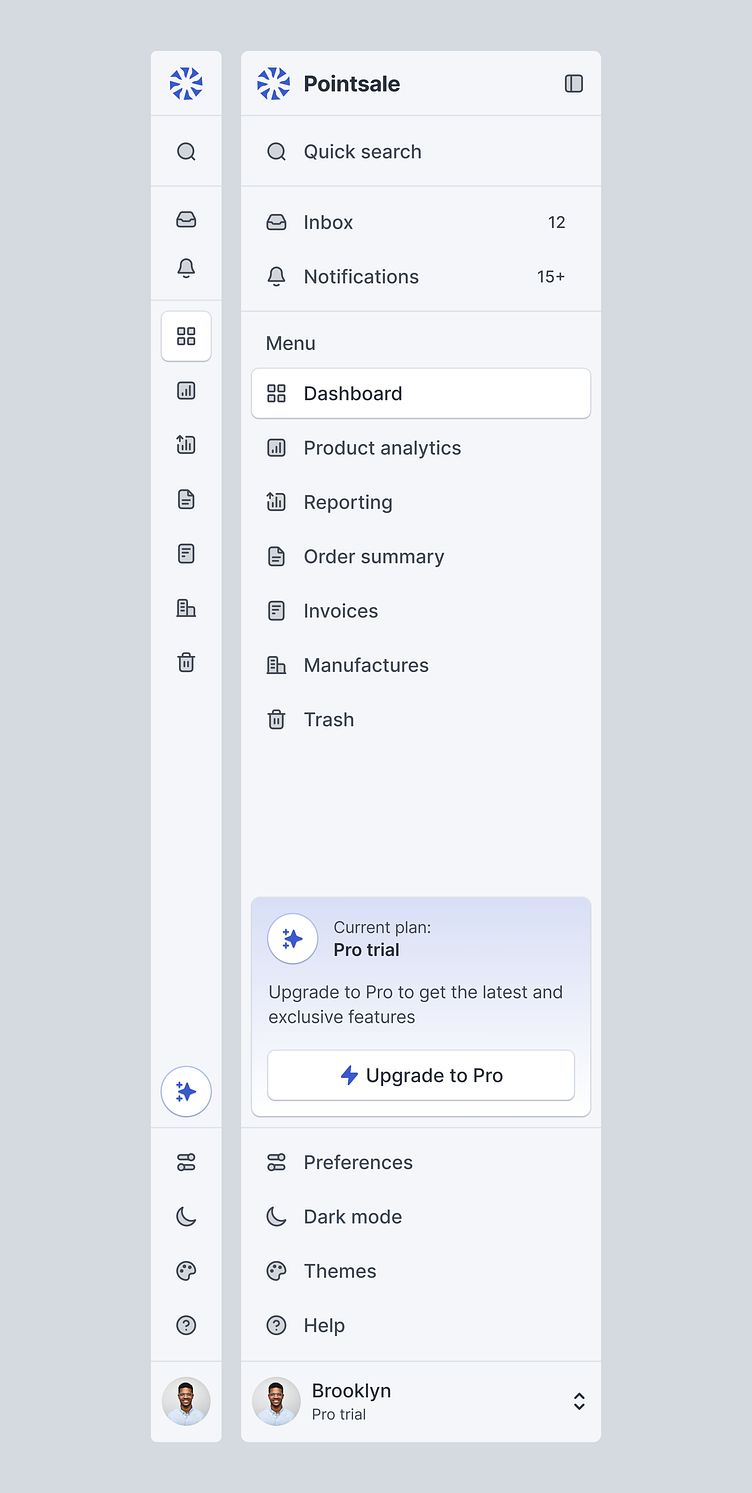 Pointsale
Quick search
Inbox 12
Notifications 15+
Menu
Dashboard
Product analytics
Reporting
Order summary
Invoices
Manufactures
Trash
Current plan:
Pro trial
Upgrade to Pro to get the latest and
exclusive features
Upgrade to Pro
Preferences
Dark mode
Themes
Help
Brooklyn
Pro trial